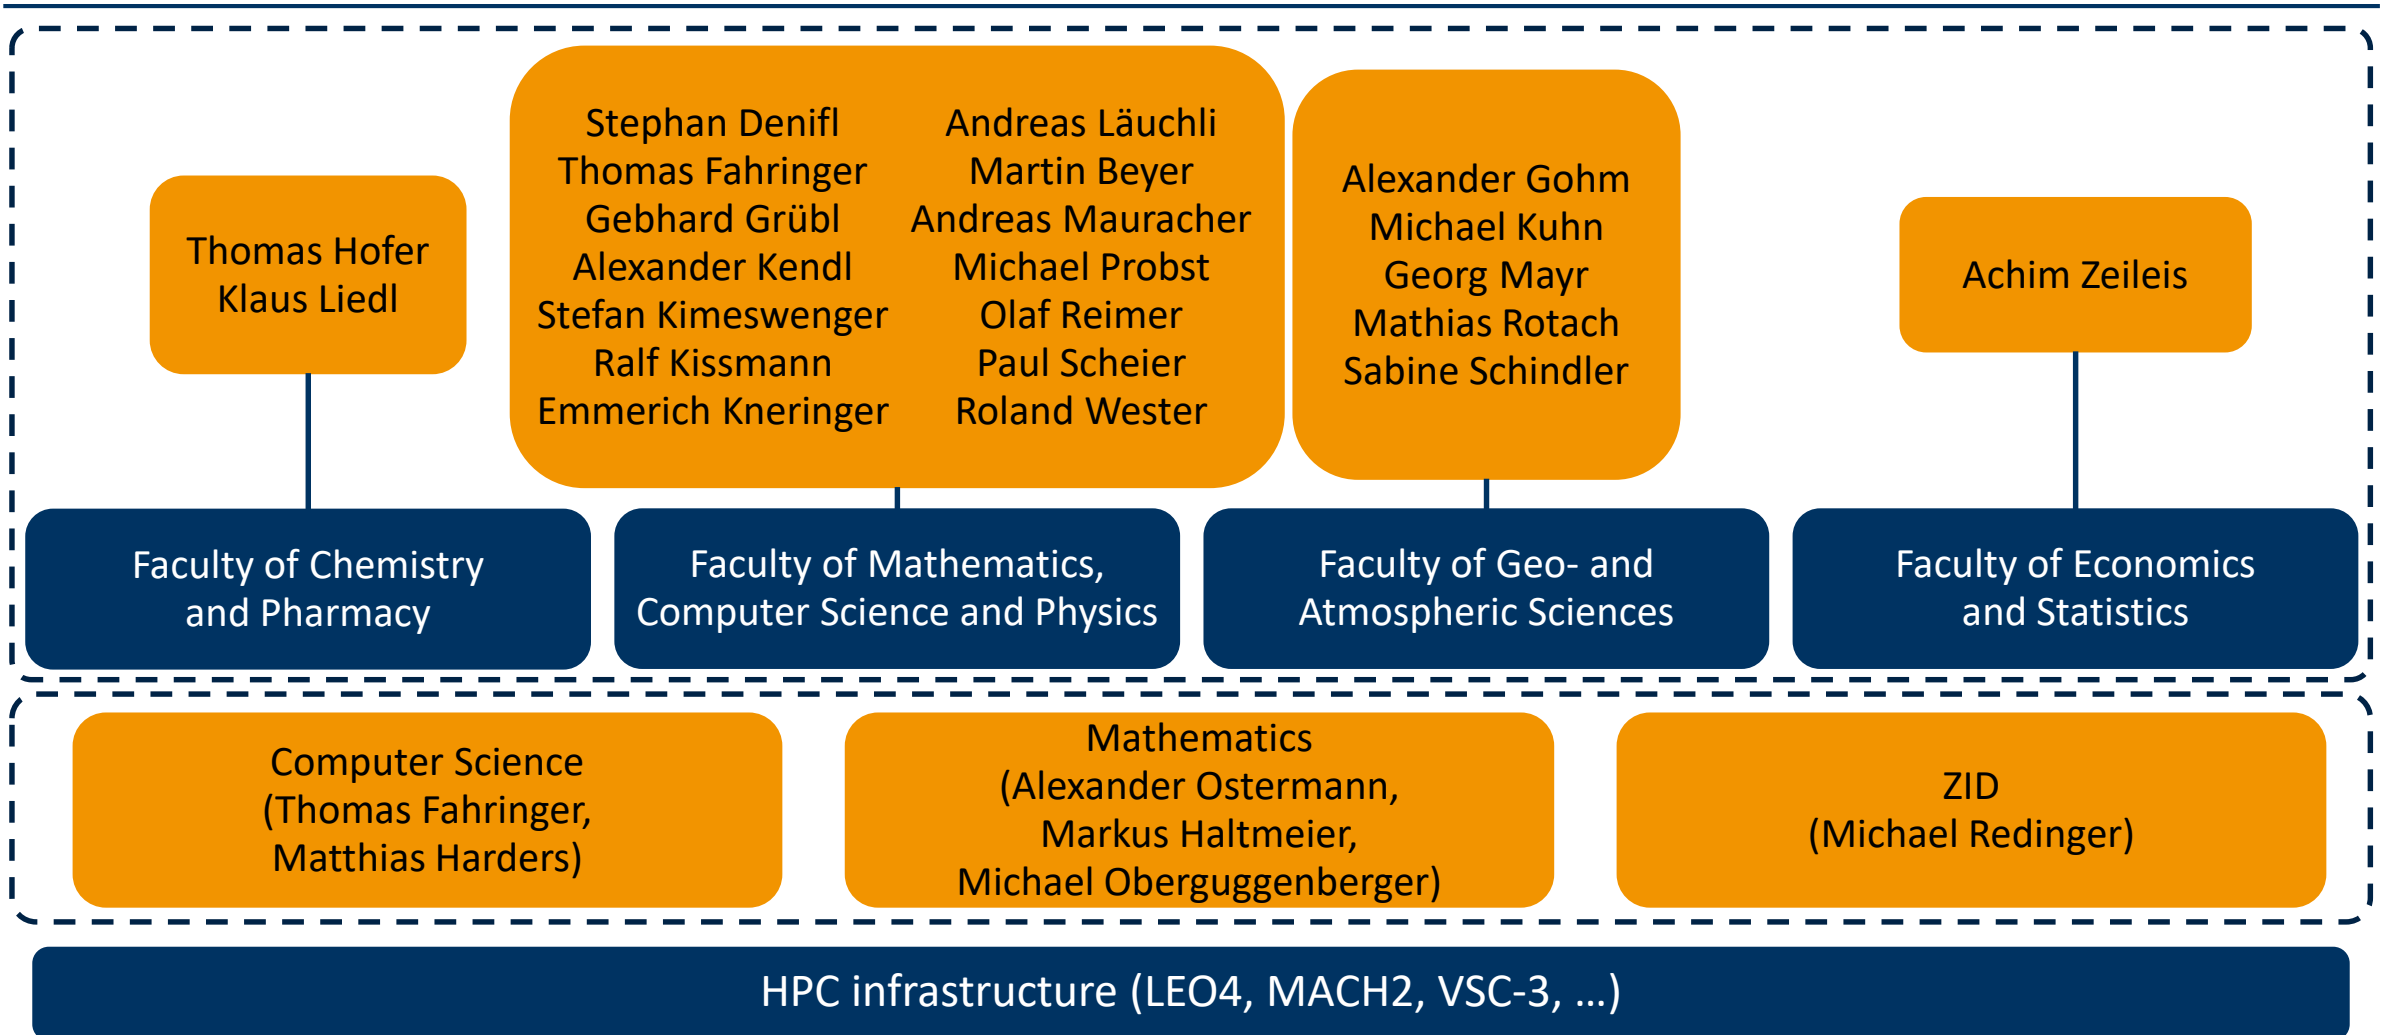 Thomas Hofer
Klaus Liedl
Stephan Denifl
Thomas Fahringer
Gebhard Grübl
Alexander Kendl
Stefan Kimeswenger
Ralf Kissmann
Emmerich Kneringer
Andreas Läuchli
Martin Beyer
Andreas Mauracher
Michael Probst
Olaf Reimer
Paul Scheier
Roland Wester
Alexander Gohm
Michael Kuhn
Georg Mayr
Mathias Rotach
Sabine Schindler
Achim Zeileis
Faculty of Chemistry
and Pharmacy
Faculty of Mathematics,
Computer Science and Physics
Faculty of Geo- and
Atmospheric Sciences
Faculty of Economics
and Statistics
Computer Science
(Thomas Fahringer,
Matthias Harders)
Mathematics
(Alexander Ostermann,
Markus Haltmeier,
Michael Oberguggenberger)
ZID
(Michael Redinger)
HPC infrastructure (LEO4, MACH2, VSC-3, …)